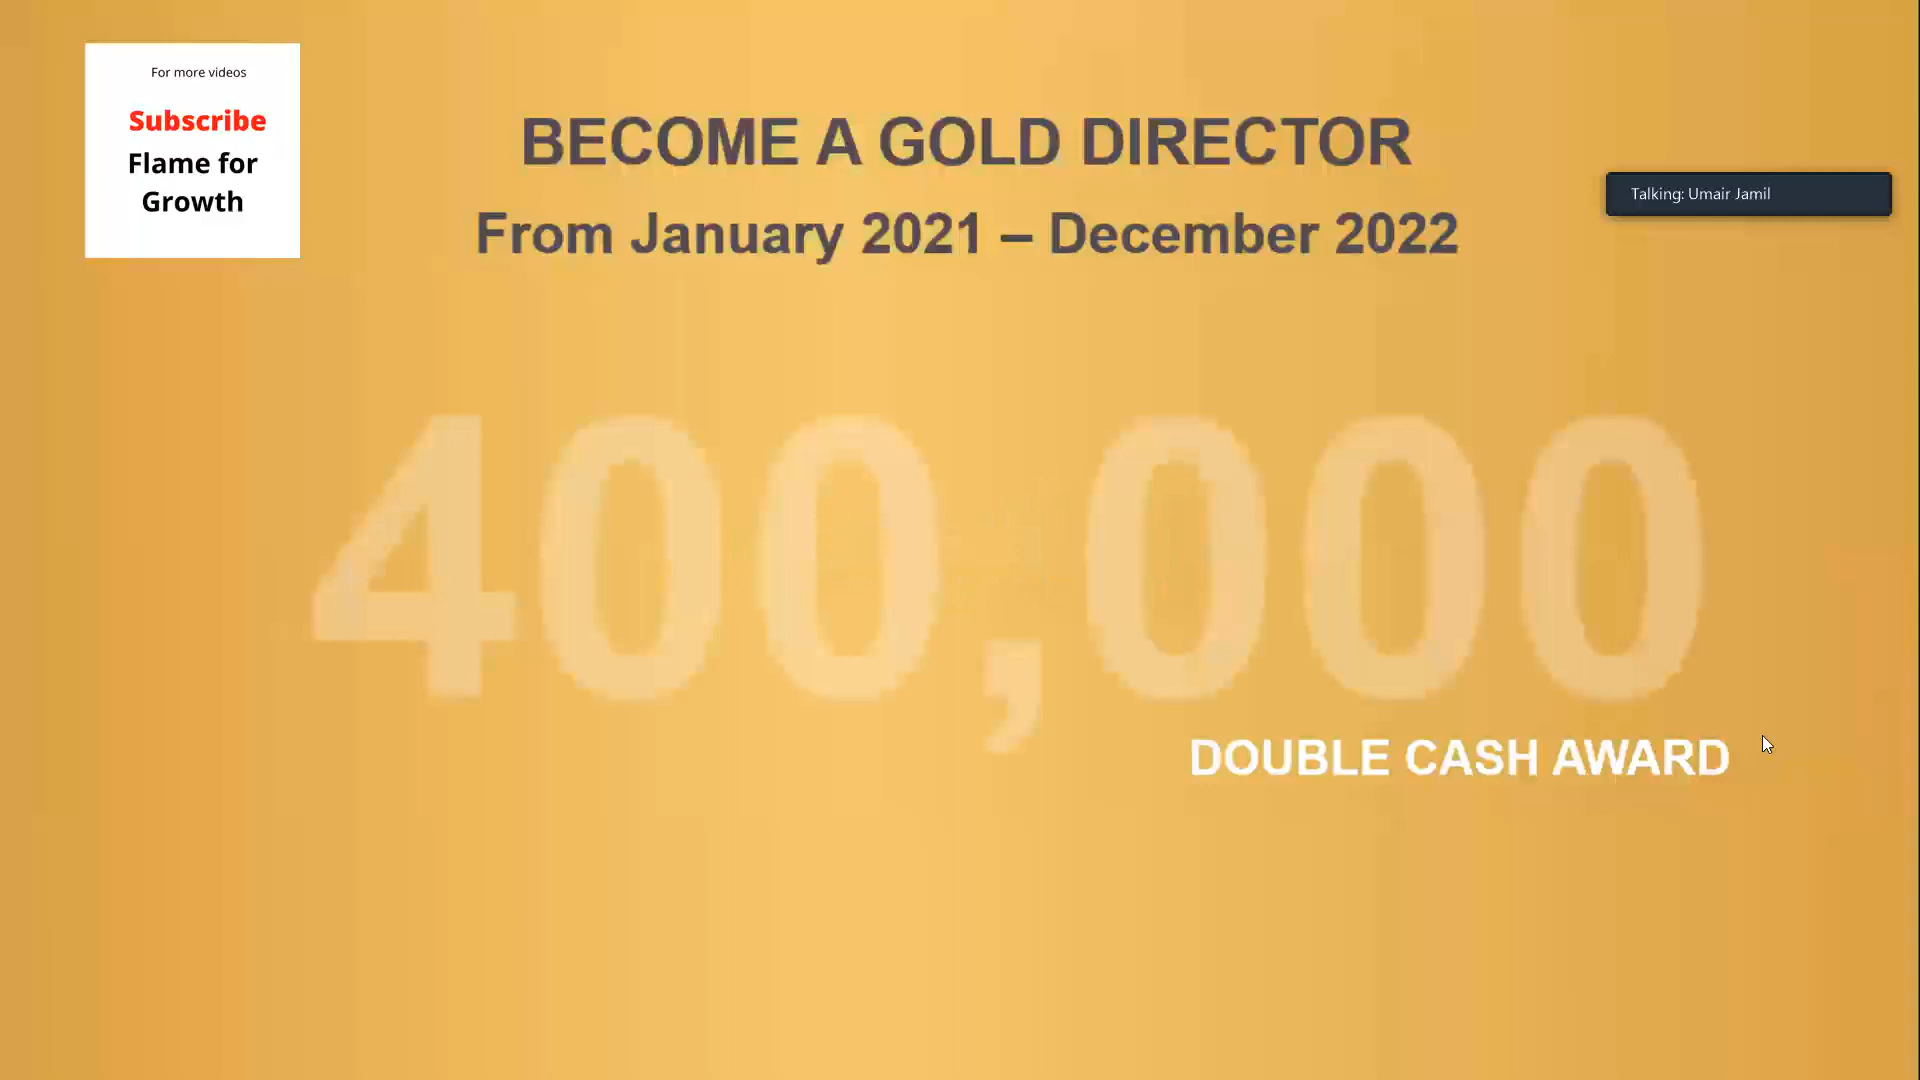 For more videos
Subscribe
Flame for
Growth
BECOME A GOLD DIRECTOR
From January 2021 – December 2022
Talking: Umair Jamil
400,000
DOUBLE CASH AWARD